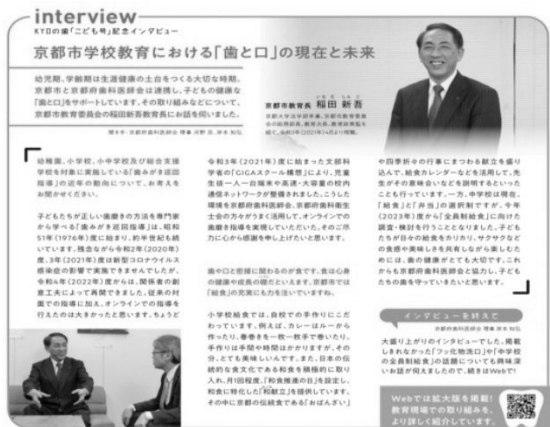 interview
KYOの歯「こども号」記念インタビュー
京都市学校教育における「歯と口」の現在と未来
幼児期、学齢期は生涯健康の土台をつくる大切な時期。
京都市と京都府歯科医師会は連携し、子どもの健康な
「歯と口」をサポートしています。その取り組みなどについて、
京都市教育委員会の稲田新吾教育長にお話を伺いました。
聞き手:京都府歯科医師会 理事
京都市教育長 稲田 新吾
幼稚園、小学校、小中学校及び総合支援
学校を対象に実施している「歯みがき巡回
指導」の近年の動向について、お考えを
お聞かせください。
子どもたちが正しい歯磨きの方法を専門家
から学べる「歯みがき巡回指導」は、昭和
51年(1976年)度に始まり、約半世紀も続
いています。残念ながら令和2年(2020年)
度、3年(2021年)度は新型コロナウイルス
感染症の影響で実施できませんでしたが、
令和4年(2022年)度からは、関係者の創
意工夫によって再開できました。従来の対
面での指導に加え、オンラインでの指導を
行えたのは大きかったと思います。ちょうど
令和3年(2021年)度に始まった文部科
学省の「GIGAスクール構想」により、児童
生徒一人一台端末や高速・大容量の校内
通信ネットワークが整備されました。こうした
環境を京都府歯科医師会、京都府歯科衛生
士会の方々がうまく活用して、オンラインでの
歯磨き指導を実現していただいた。そのご尽
力に心から感謝を申し上げたいと思います。
歯や口と密接に関わるのが食です。食は心身
の健康や成長の礎だといえます。京都市では
「給食」の充実にも力を注いでいますね。
小学校給食では、自校での手作りにこだ
わっています。例えば、カレーはルーから
作ったり、春巻きを一枚一枚手で巻いたり。
手作りは手間や時間はかかりますが、その
分、とても美味しいんです。また、日本の伝
統的な食文化である和食を積極的に取り
入れ、月1回程度、「和食推進の日」を設定し、
和食に特化した「和献立」を提供しています。
その中に京都の伝統食である「おばんざい」
や四季折々の行事にまつわる献立を盛り
込んで、給食カレンダーなどを活用して、先
生がその意味合いなどを説明するといった
ことも行っています。一方、中学校は現在、
「給食」と「弁当」の選択制ですが、今年
(2023年)度から「全員制給食」に向けた
調査・検討を行うこととなりました。子ども
たちが日々の給食をカリカリ、サクサクなど
の食感や美味しさを共有しながら楽しむた
めには、歯の健康がとても大切です。これ
からも京都府歯科医師会と協力し、子ども
たちの歯を守っていきたいと思います。
インタビューを終えて
京都府歯科医師会 理事 岸本 知弘
大盛り上がりのインタビューでした。掲載
しきれなかった「フッ化物洗口」や「中学校
の全員制給食」の話題についても興味深
いお話が伺えましたので、続きはWebで!
Webでは拡大版を掲載!
教育現場での取り組みを、
より詳しく紹介しています。